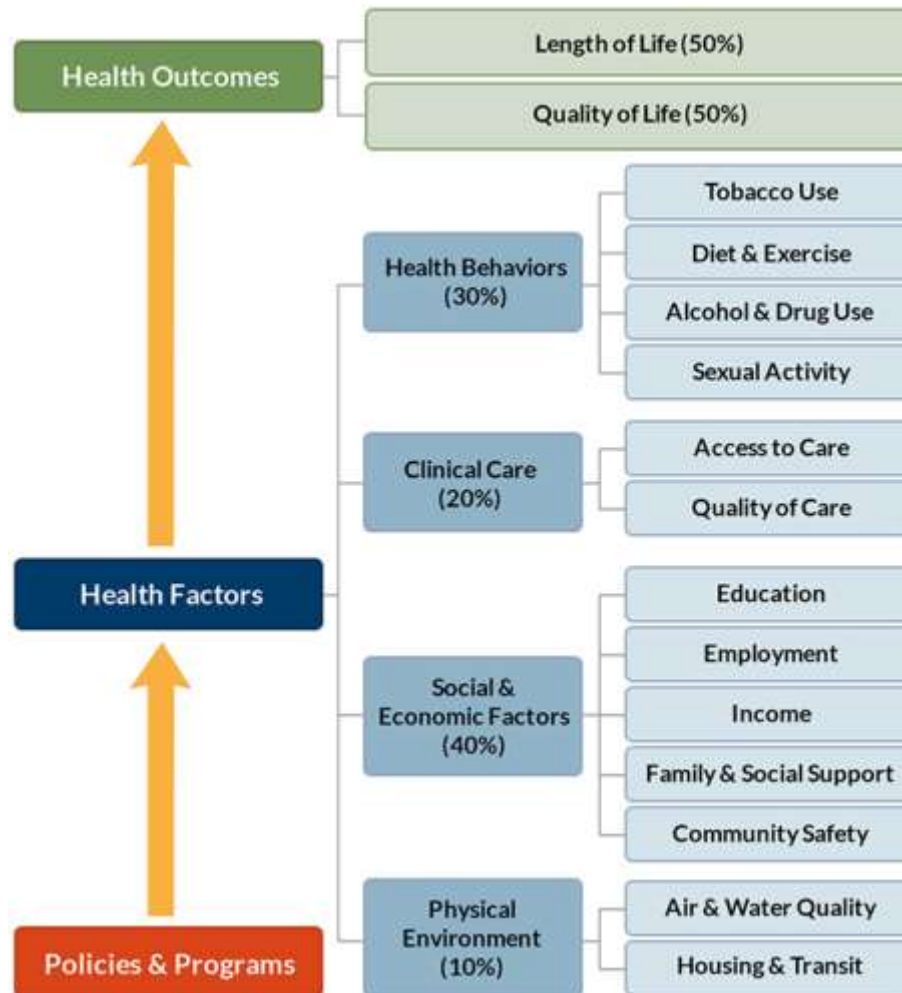 Health Outcomes
Length of Life (50%)
Quality of Life (50%)
Health Factors
Health Behaviors
(30%)
Tobacco Use
Diet & Exercise
Alcohol & Drug Use
Sexual Activity
Clinical Care
(20%)
Access to Care
Quality of Care
Social &
Economic Factors
(40%)
Education
Employment
Income
Family & Social Support
Community Safety
Physical
Environment
(10%)
Air & Water Quality
Housing & Transit
Policies & Programs